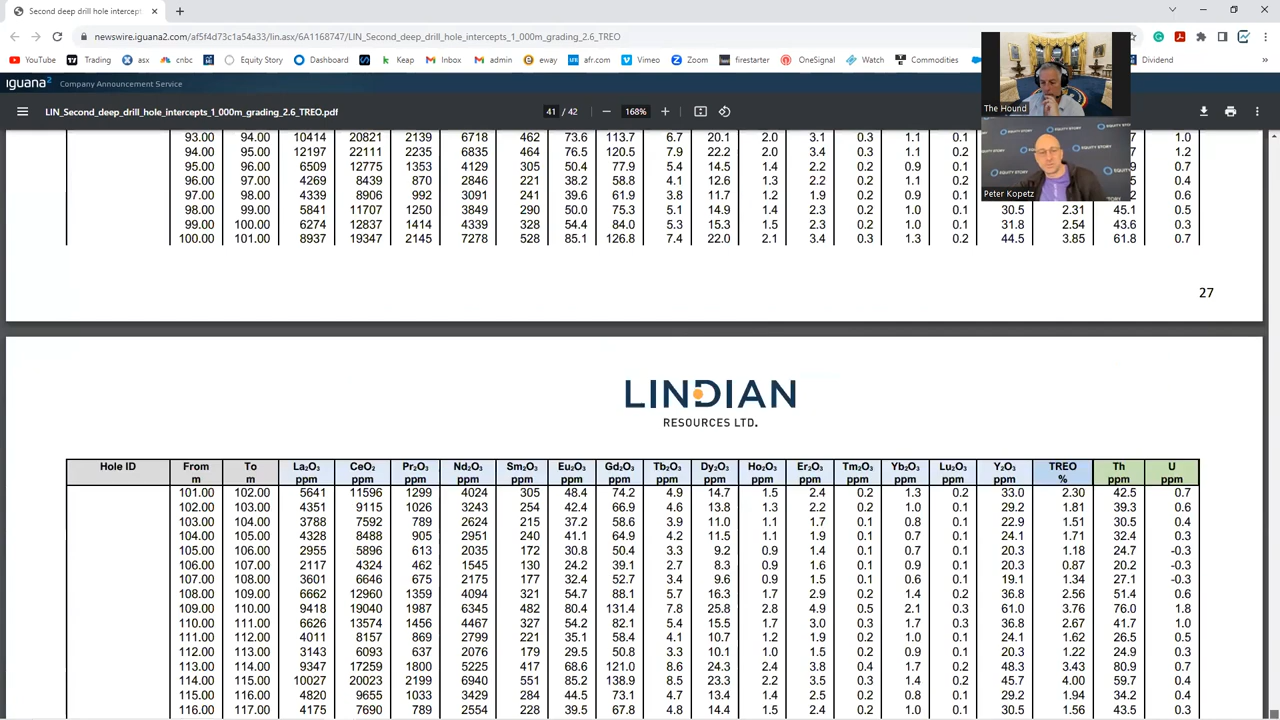 Second deep drill hole intercep
newswire.iguana2.com/af5f4d73c1a54a33/lin.asx/6A1168747/LIN_Second_deep_drill_hole_intercepts_1_000m_grading_2.6_TREO
YouTube Trading asx cnbc Equity Story Dashboard Keap Inbox admin eway afr.com Vimeo Zoom firestarter OneSignal Watch Commodities Dividend »
iguana2 Company Announcement Service
LIN_Second_deep_drill_hole_intercepts_1_000m_grading_2.6_TREO.pdf 41 / 42 168%
The Hound
EQUITY STORY
Peter Kopetz
93.00 94.00 10414 20821 2139 6718 462 73.6 113.7 6.7 20.1 2.0 3.1 0.3 1.1 0.1 1.0
94.00 95.00 12197 22111 2235 6835 464 76.5 120.5 7.9 22.2 2.0 3.4 0.3 1.1 0.1 1.2
95.00 96.00 6509 12775 1353 4129 305 50.4 77.9 5.4 14.5 1.4 2.2 0.2 0.9 0.1 0.7
96.00 97.00 4269 8439 870 2846 221 38.2 58.8 4.1 12.6 1.3 2.2 0.2 1.1 0.1 0.4
97.00 98.00 4488 8906 992 3091 241 39.6 61.9 3.8 11.7 1.2 1.9 0.2 0.9 0.1 0.6
98.00 99.00 5841 11707 1250 3849 290 50.0 75.3 5.1 14.9 1.4 2.3 0.2 1.0 0.1 30.5 2.31 45.1 0.5
99.00 100.00 6274 12837 1414 4339 328 54.4 84.0 5.3 15.3 1.5 2.3 0.2 1.0 0.1 31.8 2.54 43.6 0.3
100.00 101.00 8937 19347 2145 7278 528 85.1 126.8 7.4 22.0 2.1 3.4 0.3 1.3 0.2 44.5 3.85 61.8 0.7
27
LINDIAN
RESOURCES LTD.
Hole ID From To La₂O₃ CeO₂ Pr₂O₃ Nd₂O₃ Sm₂O₃ Eu₂O₃ Gd₂O₃ Tb₂O₃ Dy₂O₃ Ho₂O₃ Er₂O₃ Tm₂O₃ Yb₂O₃ Lu₂O₃ Y₂O₃ TREO Th U
m m ppm ppm ppm ppm ppm ppm ppm ppm ppm ppm ppm ppm ppm ppm ppm % ppm ppm
101.00 102.00 5641 11596 1299 4024 305 48.4 74.2 4.9 14.7 1.5 2.4 0.2 1.3 0.2 33.0 2.30 42.5 0.7
102.00 103.00 4351 9115 1026 3243 254 42.4 66.9 4.6 13.8 1.3 2.2 0.2 1.0 0.1 29.2 1.81 39.3 0.6
103.00 104.00 3788 7592 789 2624 215 37.2 58.6 3.9 11.0 1.1 1.7 0.1 0.8 0.1 22.9 1.51 30.5 0.4
104.00 105.00 4328 8488 905 2951 240 41.1 64.9 4.2 11.5 1.1 1.9 0.1 0.7 0.1 24.1 1.71 32.4 0.3
105.00 106.00 2955 5896 613 2035 172 30.8 50.4 3.3 9.2 0.9 1.4 0.1 0.7 0.1 20.3 1.18 24.7 -0.3
106.00 107.00 2117 4324 462 1545 130 24.2 39.1 2.7 8.3 0.9 1.6 0.1 0.9 0.1 20.3 0.87 20.2 -0.3
107.00 108.00 3601 6646 675 2175 177 32.4 52.7 3.4 9.6 0.9 1.5 0.1 0.6 0.1 19.1 1.34 27.1 -0.3
108.00 109.00 6662 12960 1359 4094 321 54.7 88.1 5.7 16.3 1.7 2.9 0.2 1.4 0.2 36.8 2.56 51.4 0.6
109.00 110.00 9418 19040 1987 6345 482 80.4 131.4 7.8 25.8 2.8 4.9 0.5 2.1 0.3 61.0 3.76 76.0 1.8
110.00 111.00 6626 13574 1456 4467 327 54.2 82.1 5.4 15.5 1.7 3.0 0.3 1.7 0.3 36.8 2.67 41.7 1.0
111.00 112.00 4011 8157 869 2799 221 35.1 58.4 4.1 10.7 1.2 1.9 0.2 1.0 0.1 24.1 1.62 26.5 0.5
112.00 113.00 3143 6093 637 2076 179 29.5 50.8 3.3 10.1 1.0 1.5 0.2 0.9 0.1 20.3 1.22 24.9 0.3
113.00 114.00 9347 17259 1800 5225 417 68.6 121.0 8.6 24.3 2.4 3.8 0.4 1.7 0.2 48.3 3.43 80.9 0.7
114.00 115.00 10027 20023 2199 6940 551 85.2 138.9 8.5 23.3 2.2 3.4 0.3 1.4 0.2 45.7 4.00 59.7 0.4
115.00 116.00 4820 9655 1033 3429 284 44.5 73.1 4.7 13.4 1.4 2.5 0.2 0.8 0.1 29.2 1.94 34.2 0.4
116.00 117.00 4175 7690 789 2554 228 39.5 67.8 4.8 14.4 1.5 2.4 0.2 1.0 0.1 30.5 1.56 43.5 0.3